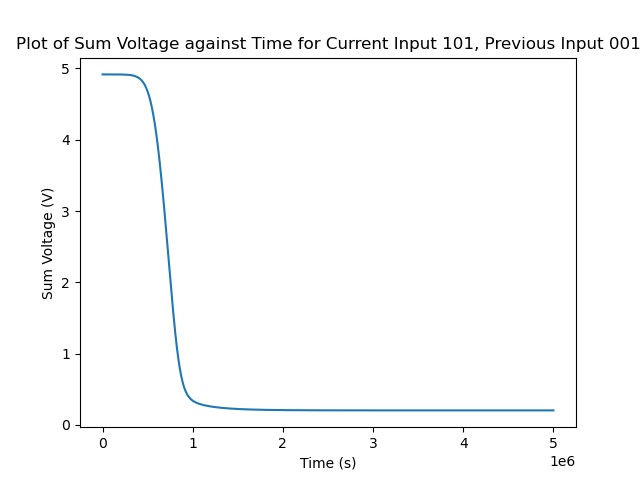 Plot of Sum Voltage against Time for Current Input 101, Previous Input 001
5
4
3
2
1
0
Sum Voltage (V)
0 1 2 3 4 5
1e6
Time (s)